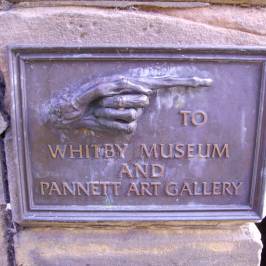 TO
WHITBY MUSEUM
AND
PANNETT ART GALLERY